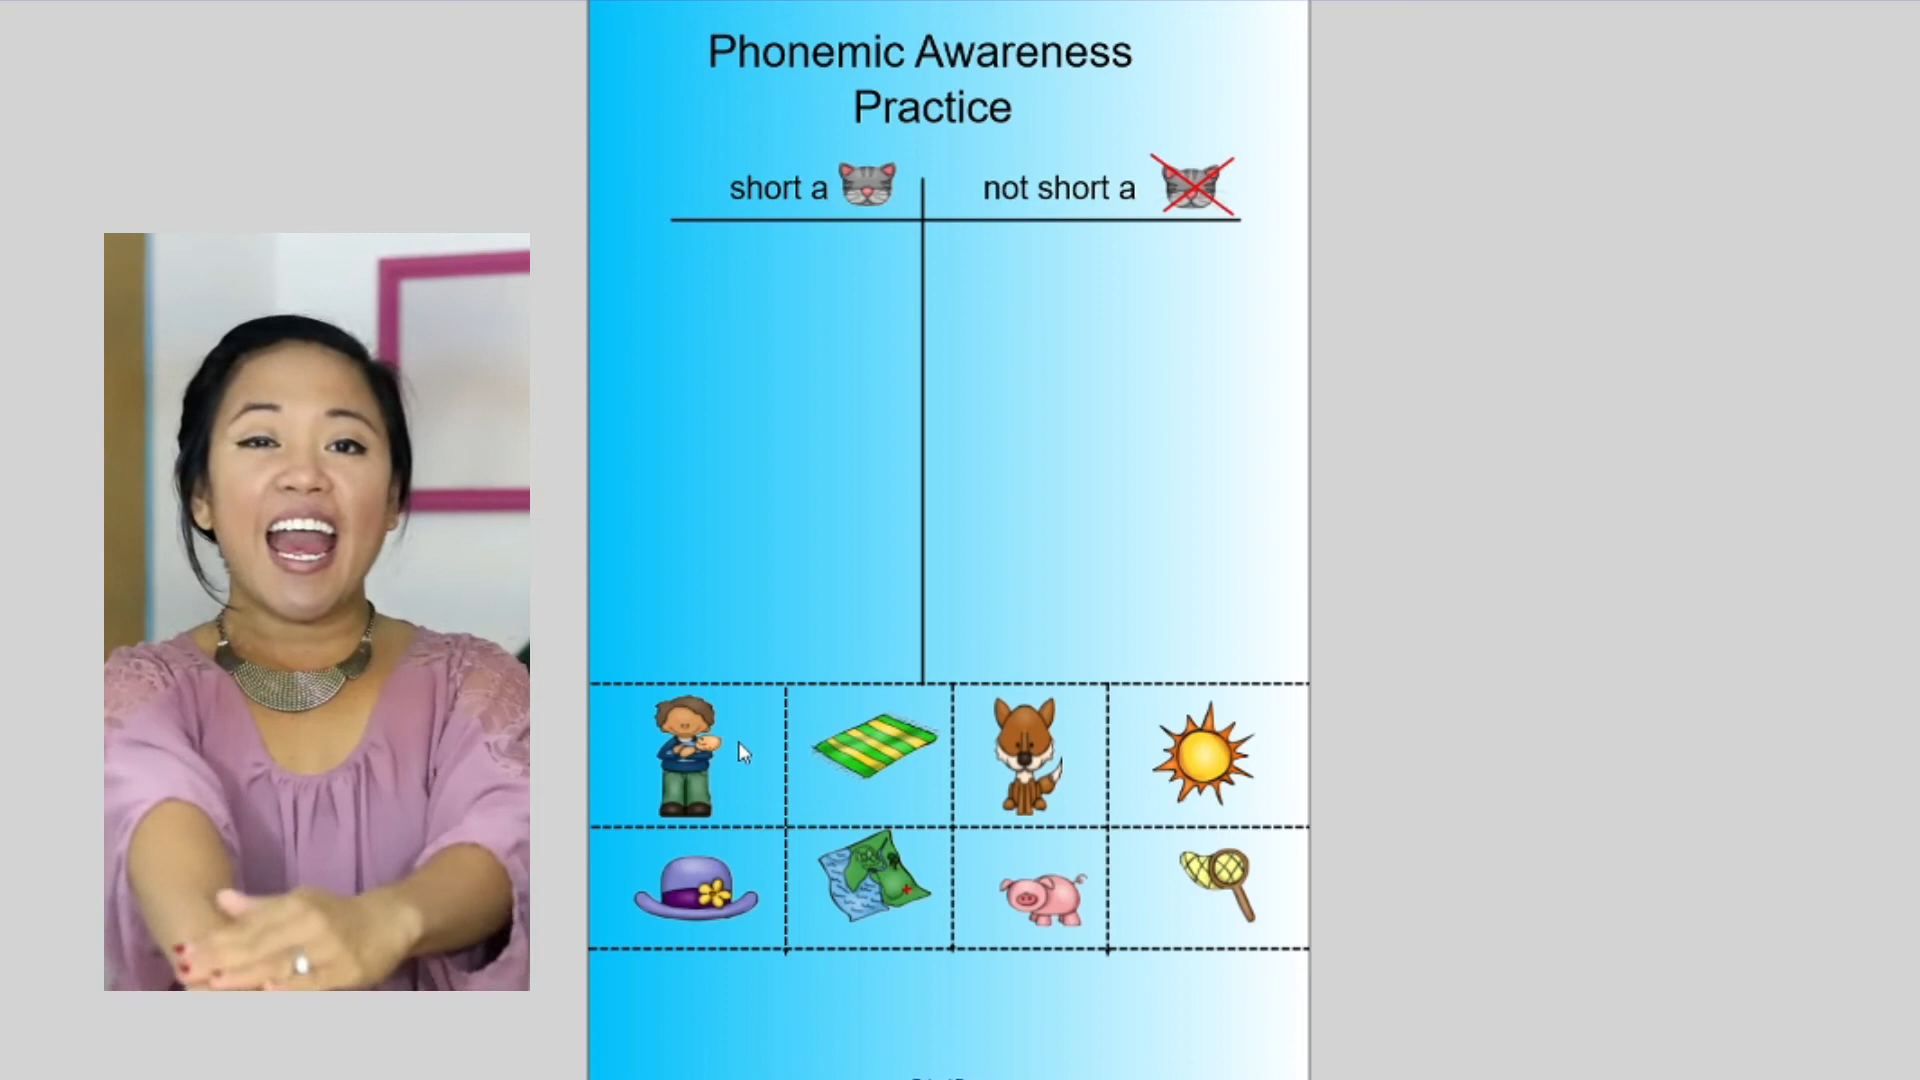 Phonemic Awareness
Practice
short a
not short a